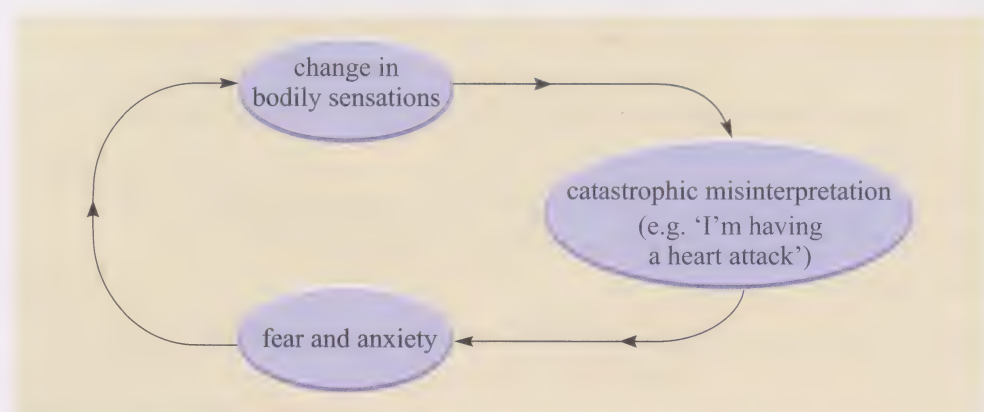 change in
bodily sensations
catastrophic misinterpretation
(e.g. ‘I’m having
a heart attack’)
fear and anxiety